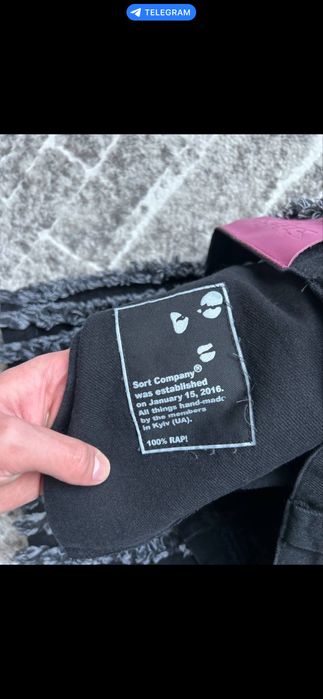 TELEGRAM
Sort Company®
was established
on January 15, 2016.
All things hand-made
by the members
in Kyiv (UA).
100% RAP!